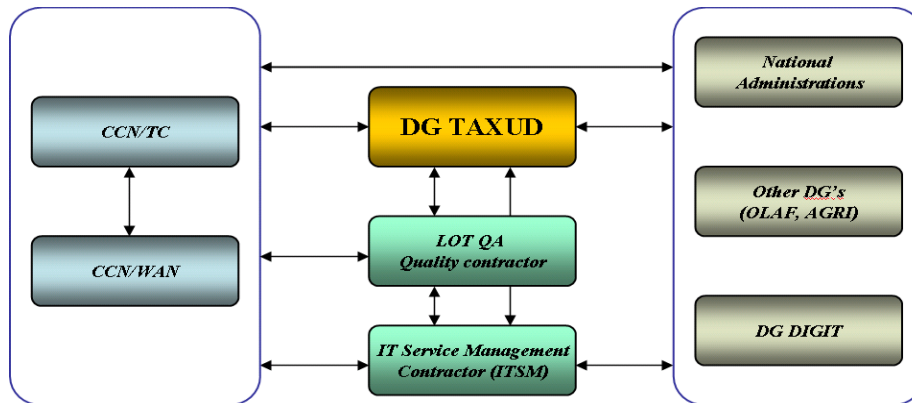 CCN/TC
CCN/WAN
DG TAXUD
LOT QA
Quality contractor
IT Service Management
Contractor (ITSM)
National
Administrations
Other DG's
(OLAF, AGRI)
DG DIGIT